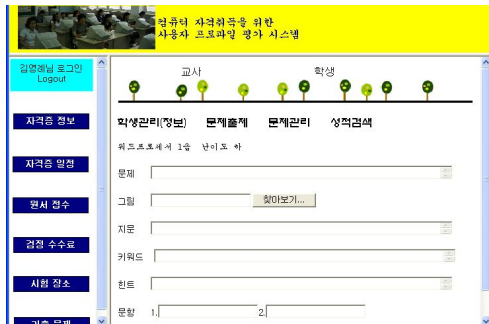 컴퓨터 자격취득을 위한
사용자 프로파일 평가 시스템
김영례님 로그인
Logout
자격증 정보
자격증 일정
원서 접수
검정 수수료
시험 장소
기출 문제
교사 학생
학생관리(정보) 문제출제 문제관리 성적검색
워드프로세서 1급 난이도 하
문제
그림 찾아보기...
지문
키워드
힌트
문항 1. 2.